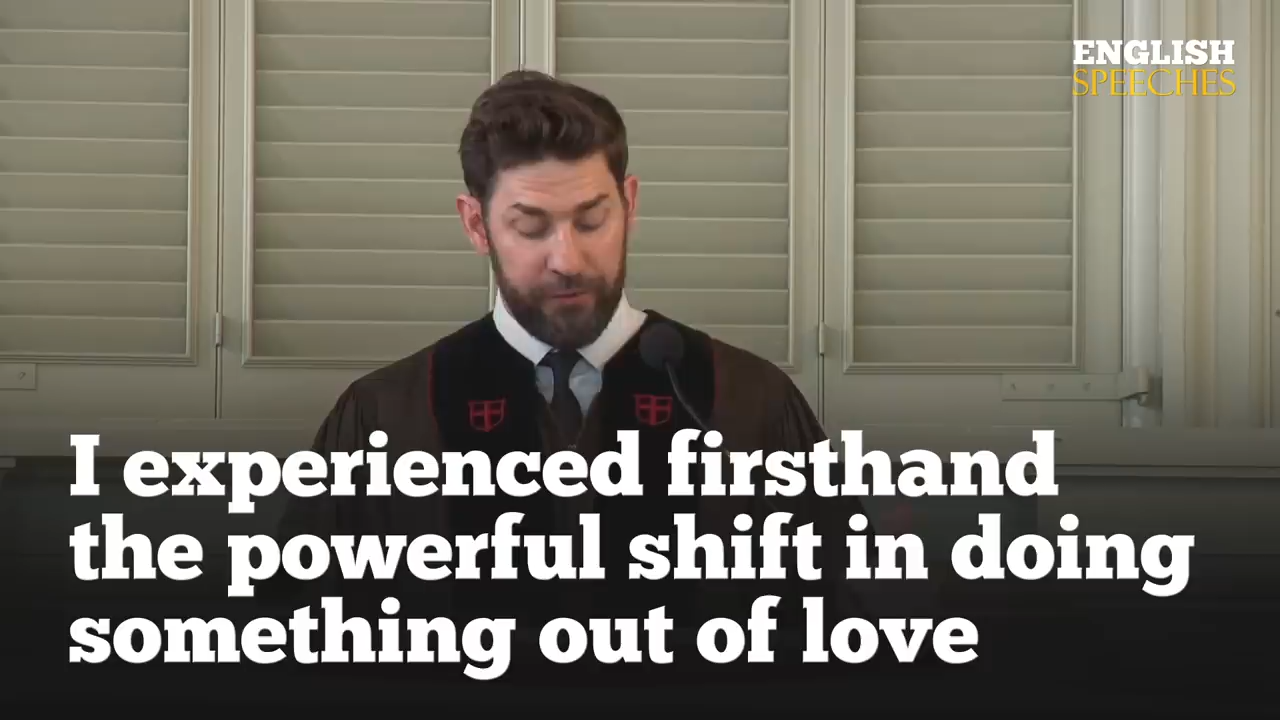 ENGLISH
SPEECHES
I experienced firsthand
the powerful shift in doing
something out of love